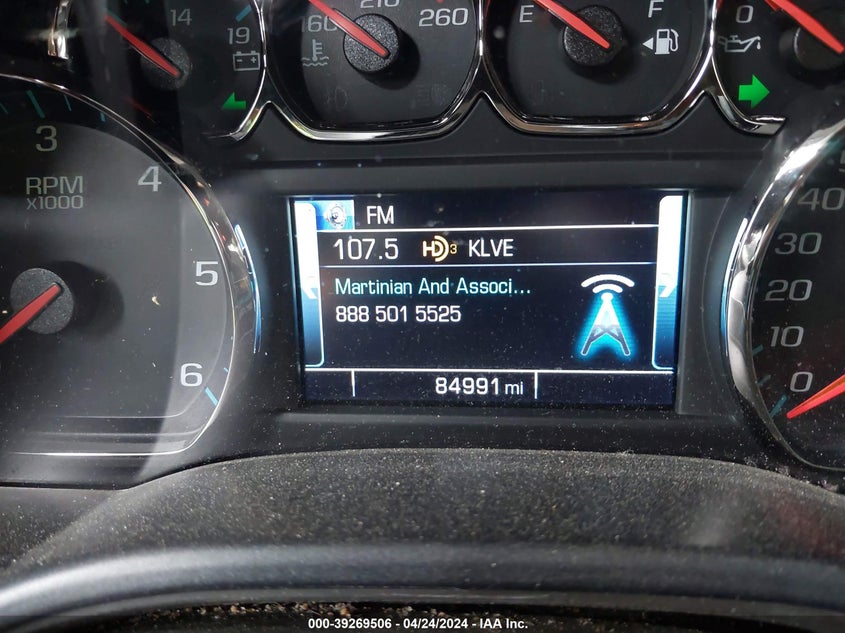 14
19
160
210
260
E
F
0
3
4
5
6
RPM
x1000
FM
107.5 HD3 KLVE
Martinian And Associ...
888 501 5525
84991 mi
40
30
20
10
0
000-39269506 - 04/24/2024 - IAA Inc.